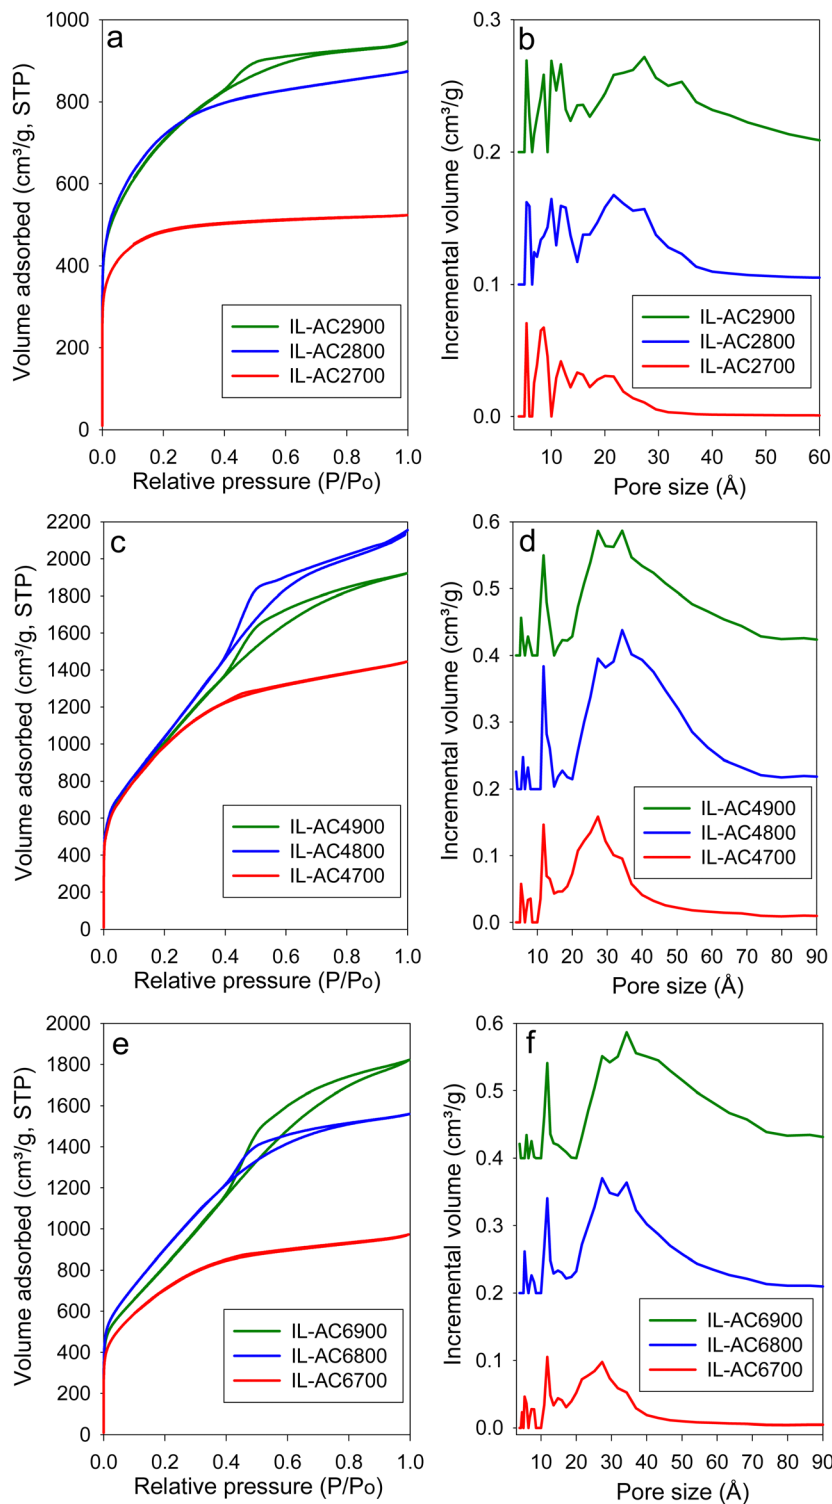 a
Volume adsorbed (cm³/g, STP)
1000
800
600
400
200
0
IL-AC2900
IL-AC2800
IL-AC2700
0.0 0.2 0.4 0.6 0.8 1.0
Relative pressure (P/Po)
b
Incremental volume (cm³/g)
0.3
0.2
0.1
0.0
IL-AC2900
IL-AC2800
IL-AC2700
10 20 30 40 50 60
Pore size (Å)
c
Volume adsorbed (cm³/g, STP)
2200
2000
1800
1600
1400
1200
1000
800
600
400
200
0
IL-AC4900
IL-AC4800
IL-AC4700
0.0 0.2 0.4 0.6 0.8 1.0
Relative pressure (P/Po)
d
Incremental volume (cm³/g)
0.6
0.5
0.4
0.3
0.2
0.1
0.0
IL-AC4900
IL-AC4800
IL-AC4700
10 20 30 40 50 60 70 80 90
Pore size (Å)
e
Volume adsorbed (cm³/g, STP)
2000
1800
1600
1400
1200
1000
800
600
400
200
0
IL-AC6900
IL-AC6800
IL-AC6700
0.0 0.2 0.4 0.6 0.8 1.0
Relative pressure (P/Po)
f
Incremental volume (cm³/g)
0.6
0.5
0.4
0.3
0.2
0.1
0.0
IL-AC6900
IL-AC6800
IL-AC6700
10 20 30 40 50 60 70 80 90
Pore size (Å)